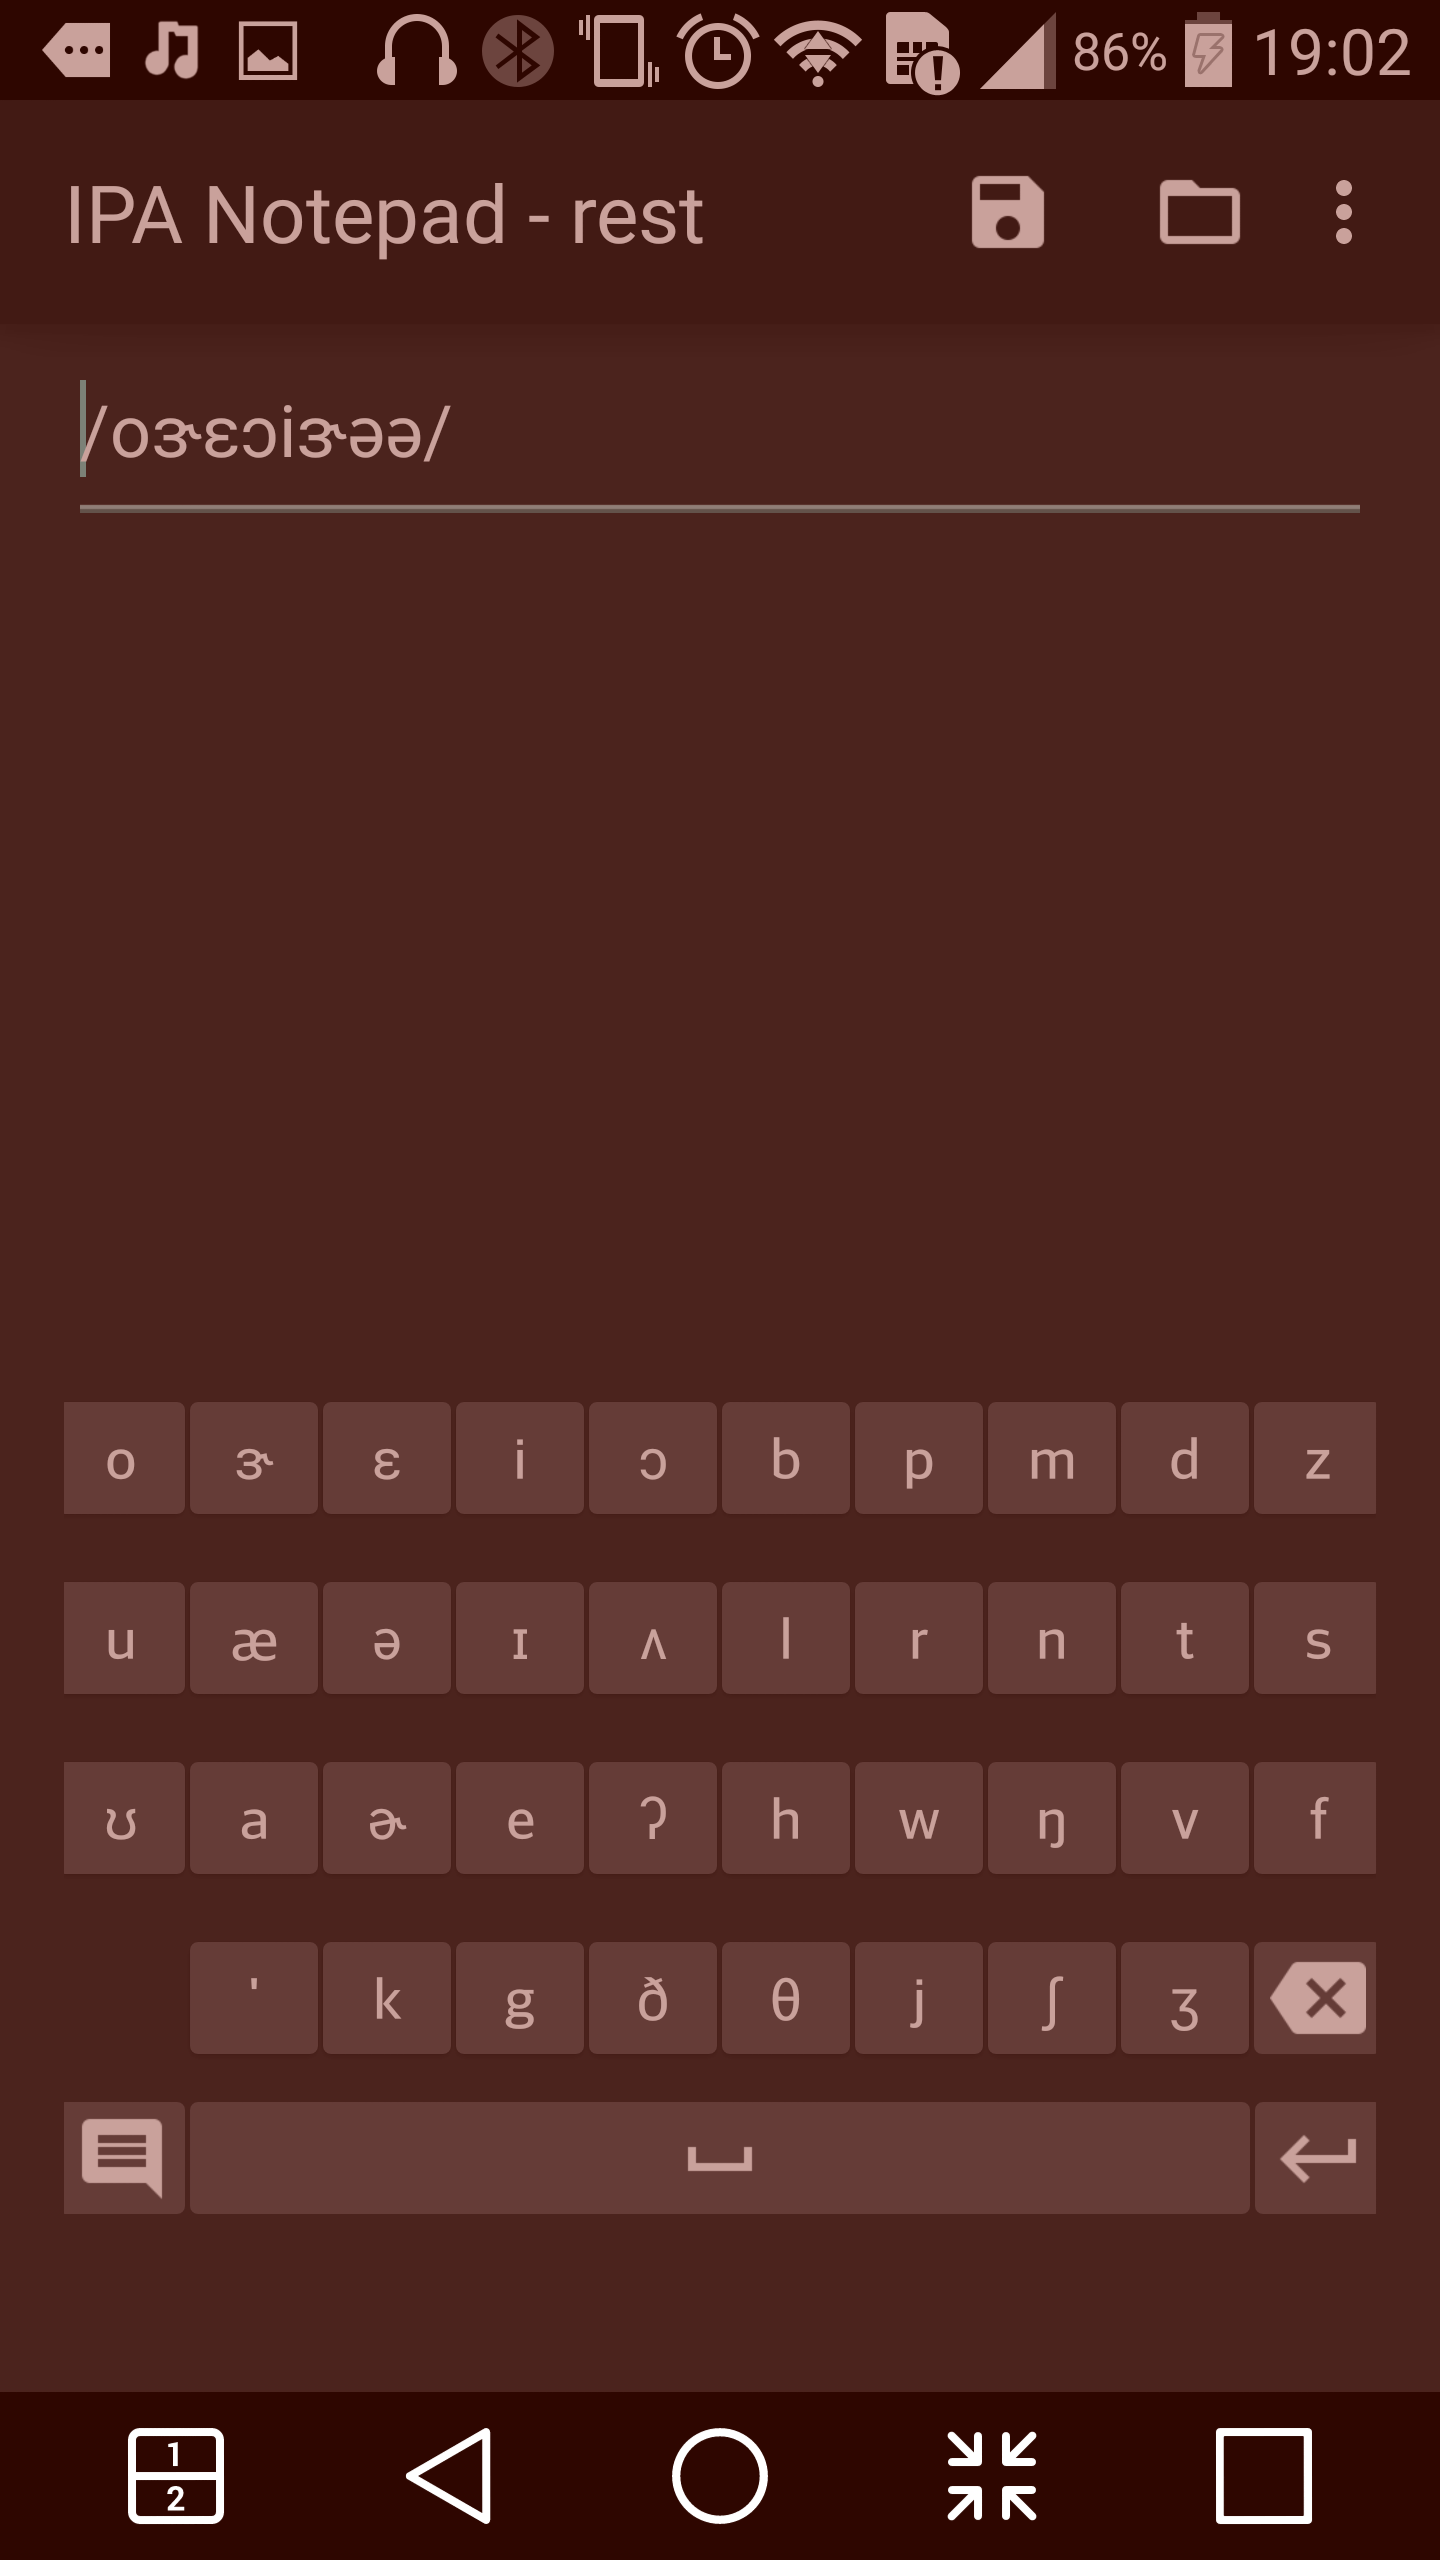 86% 19:02
IPA Notepad - rest
/oɝɛɔiɝəə/
o ɝ ɛ i ɔ b p m d z
u æ ə ɪ ʌ l r n t s
ʊ a ɚ e ʔ h w ŋ v f
' k g ð θ j ʃ ʒ
1
2